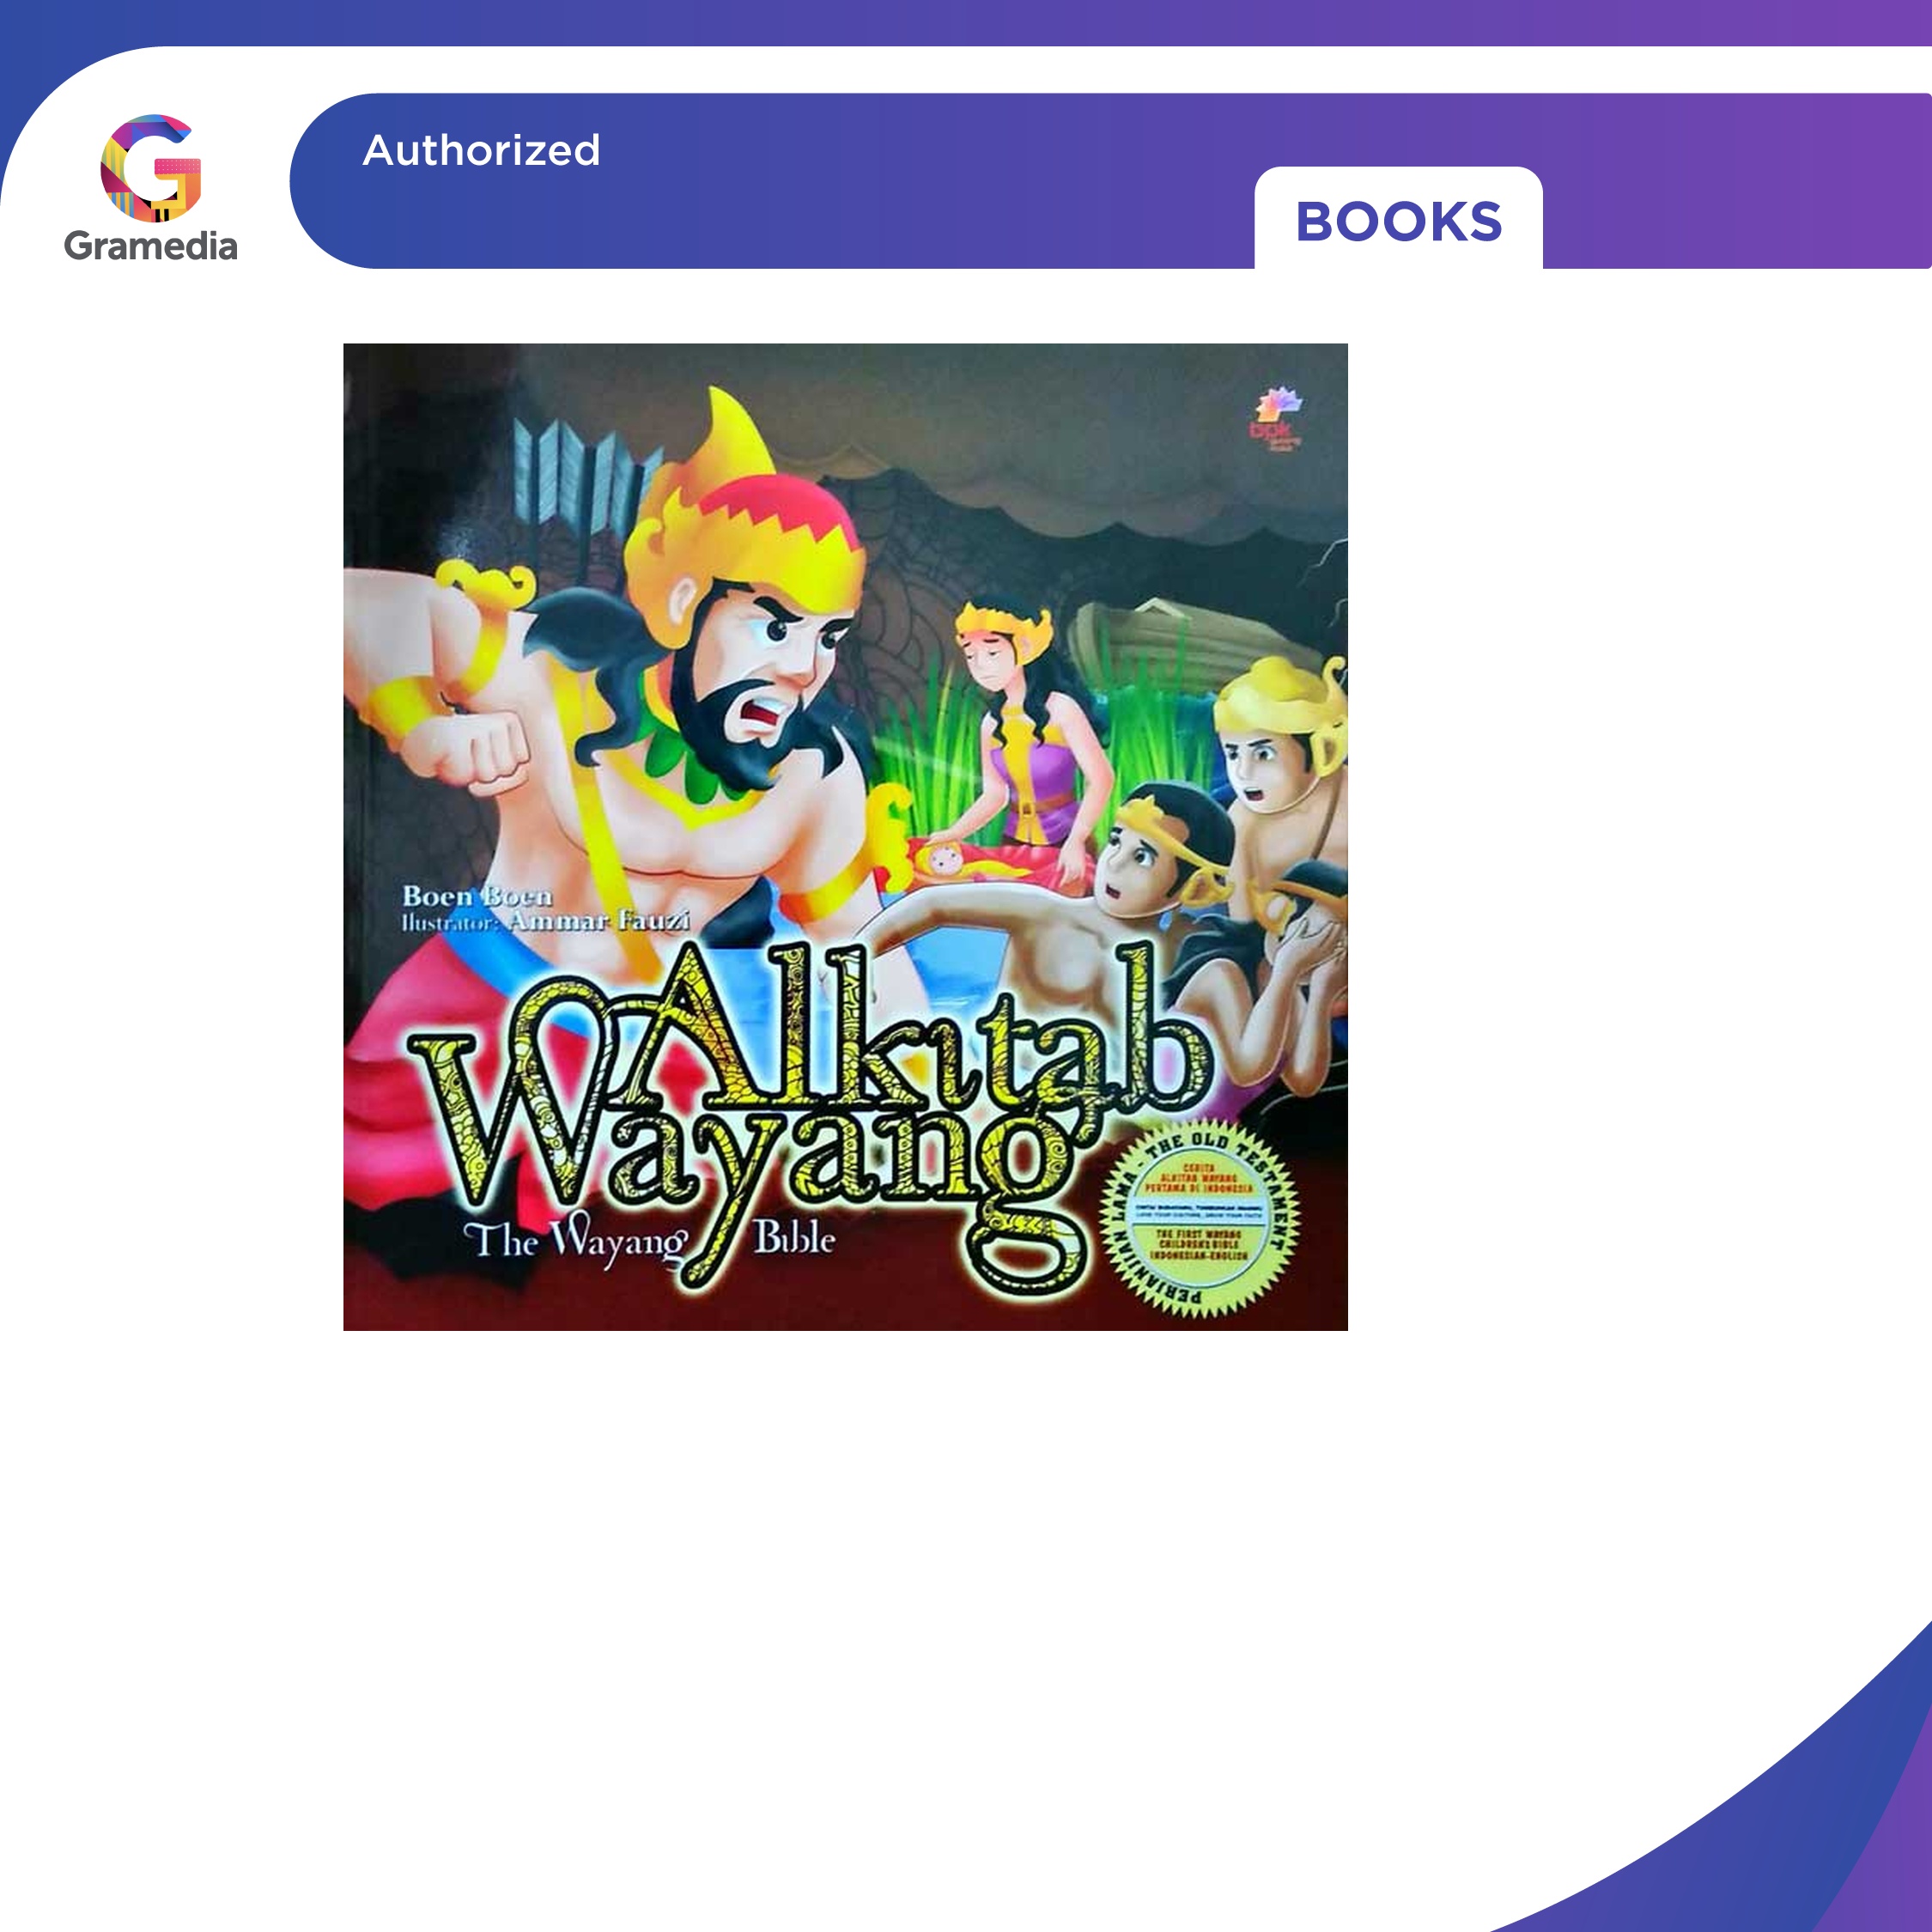 Authorized
Gramedia
BOOKS
bpk
Boen Boen
Ilustrator: Ammar Fauzi
Alkitab
Wayang
The Wayang Bible
PERJANJIAN LAMA - THE OLD TESTAMENT
CERITA
ALKITAB WAYANG
PERTAMA DI INDONESIA
THE FIRST WAYANG
CHILDREN'S BIBLE
INDONESIAN-ENGLISH